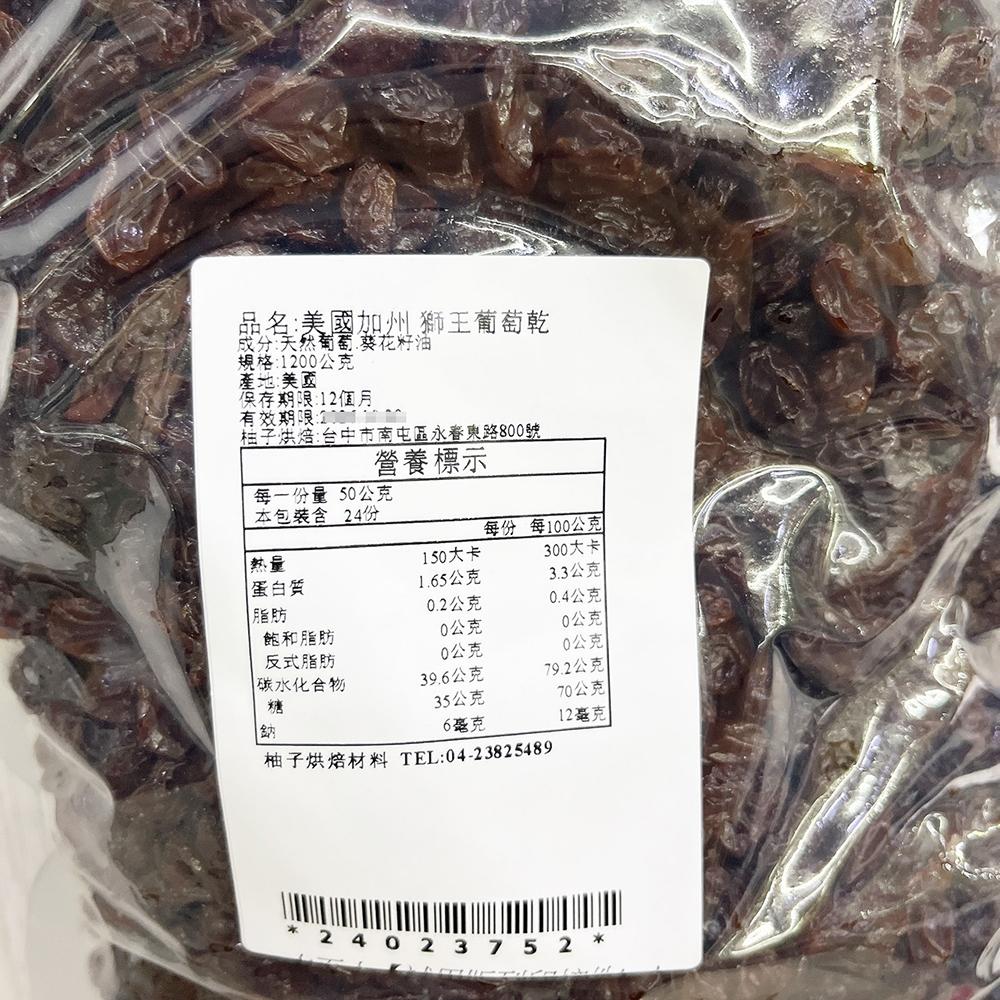 品名:美國加州 獅王葡萄乾
成分:天然葡萄.葵花籽油
規格:1200公克
產地:美國
保存期限:12個月
有效期限:
柚子烘焙:台中市南屯區永春東路800號
營養標示
每一份量 50公克
本包裝含 24份
每份 每100公克
熱量 150大卡 300大卡
蛋白質 1.65公克 3.3公克
脂肪 0.2公克 0.4公克
飽和脂肪 0公克 0公克
反式脂肪 0公克 0公克
碳水化合物 39.6公克 79.2公克
糖 35公克 70公克
鈉 6毫克 12毫克
柚子烘焙材料 TEL:04-23825489
*24023752*